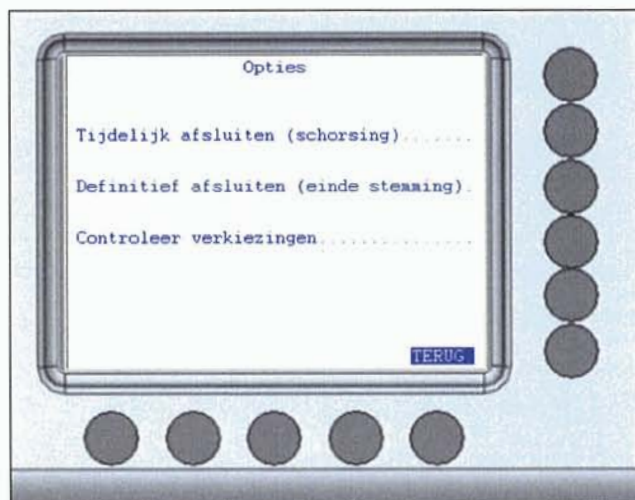 Opties
Tijdelijk afsluiten (schorsing).......
Definitief afsluiten (einde stemming).
Controleer verkiezingen...............
TERUG